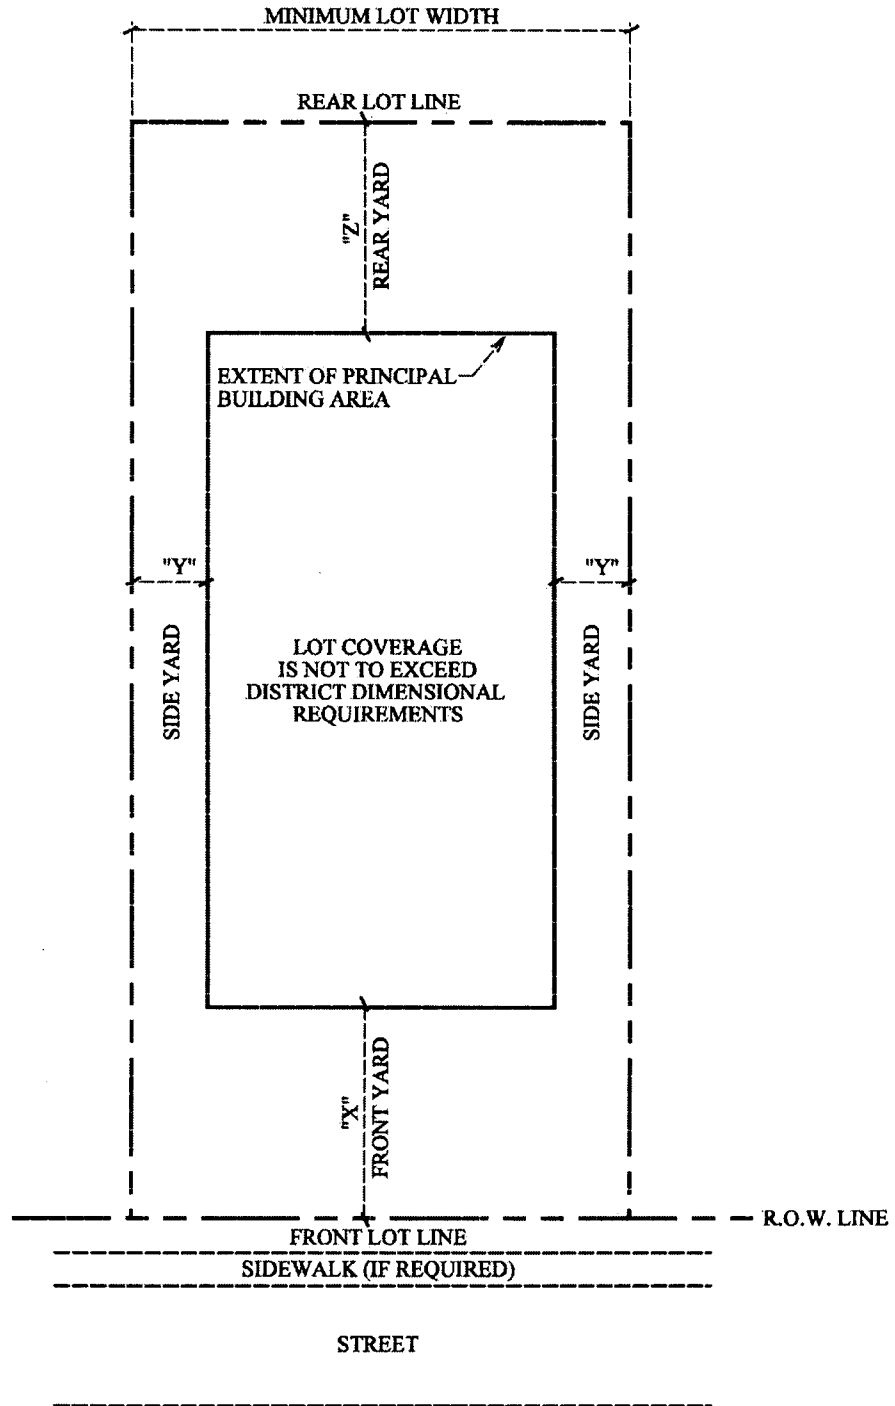 MINIMUM LOT WIDTH
REAR LOT LINE
"Z"
REAR YARD
EXTENT OF PRINCIPAL
BUILDING AREA
"Y"
"Y"
SIDE YARD
LOT COVERAGE
IS NOT TO EXCEED
DISTRICT DIMENSIONAL
REQUIREMENTS
SIDE YARD
"X"
FRONT YARD
R.O.W. LINE
FRONT LOT LINE
SIDEWALK (IF REQUIRED)
STREET